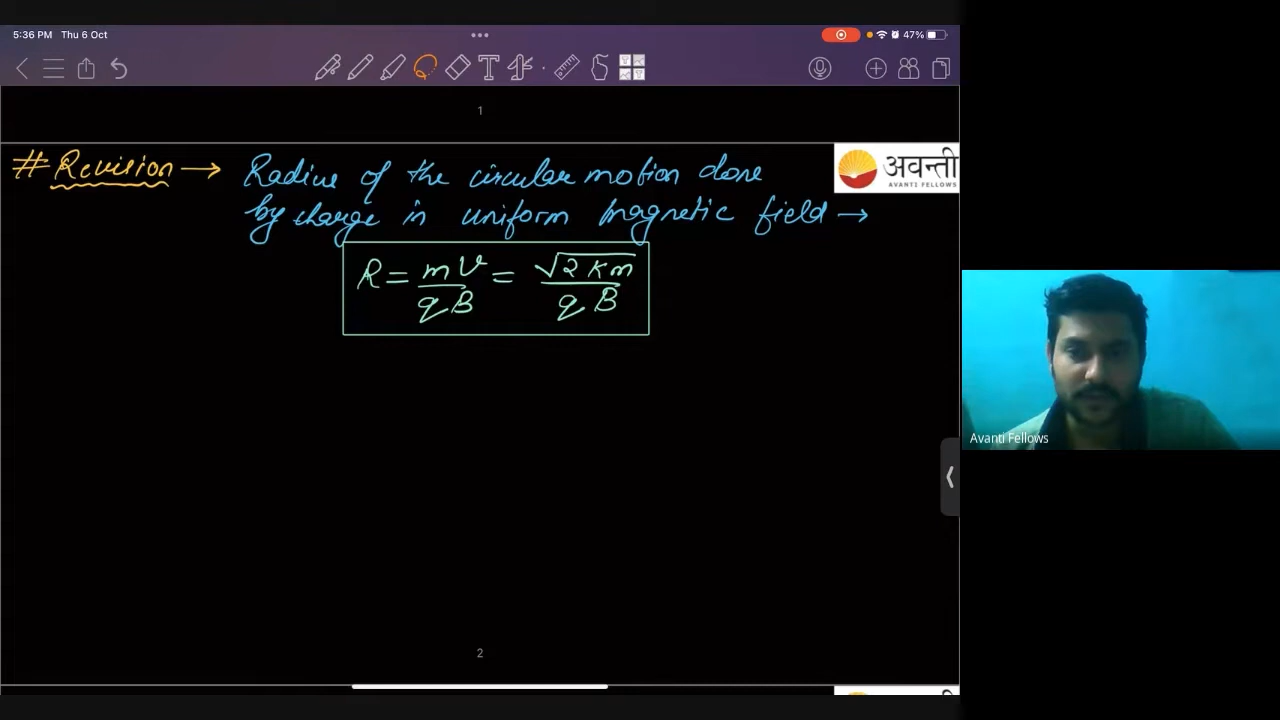 5:36 PM Thu 6 Oct
47%
1
# Revision → Radius of the circular motion done
by charge in uniform magnetic field →
R = mv/qB = √2km/qB
अवन्ती
AVANTI FELLOWS
Avanti Fellows
2